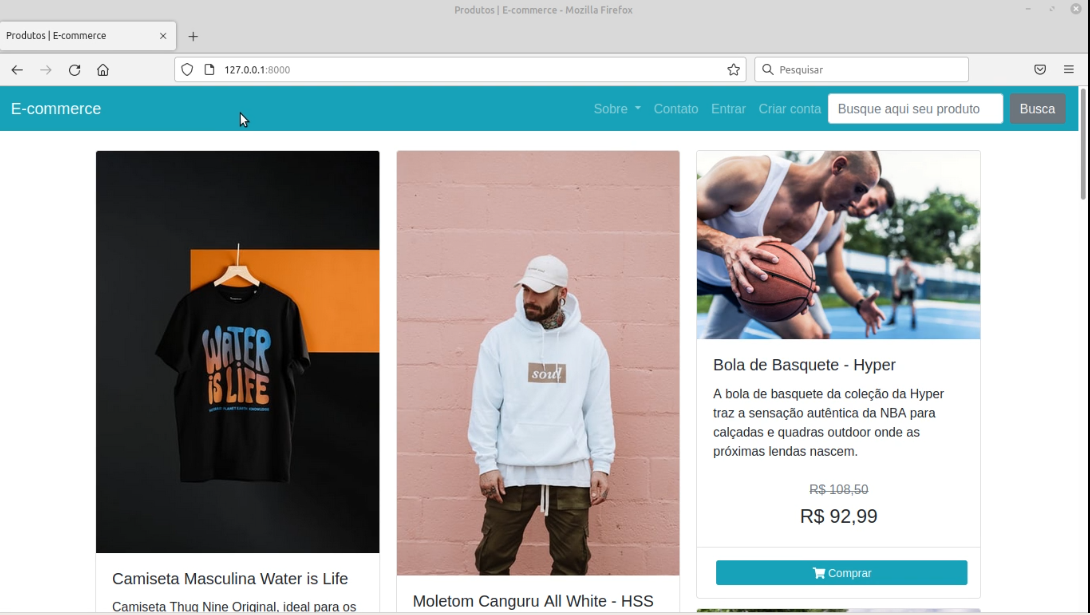 Produtos | E-commerce - Mozilla Firefox
Produtos | E-commerce
127.0.0.1:8000
Pesquisar
E-commerce
Sobre
Contato
Entrar
Criar conta
Busque aqui seu produto
Busca
WATER
IS LIFE
Camiseta Masculina Water is Life
Camiseta Thug Nine Original, ideal para os
soul
Moletom Canguru All White - HSS
Bola de Basquete - Hyper
A bola de basquete da coleção da Hyper
traz a sensação autêntica da NBA para
calçadas e quadras outdoor onde as
próximas lendas nascem.
R$ 108,50
R$ 92,99
Comprar